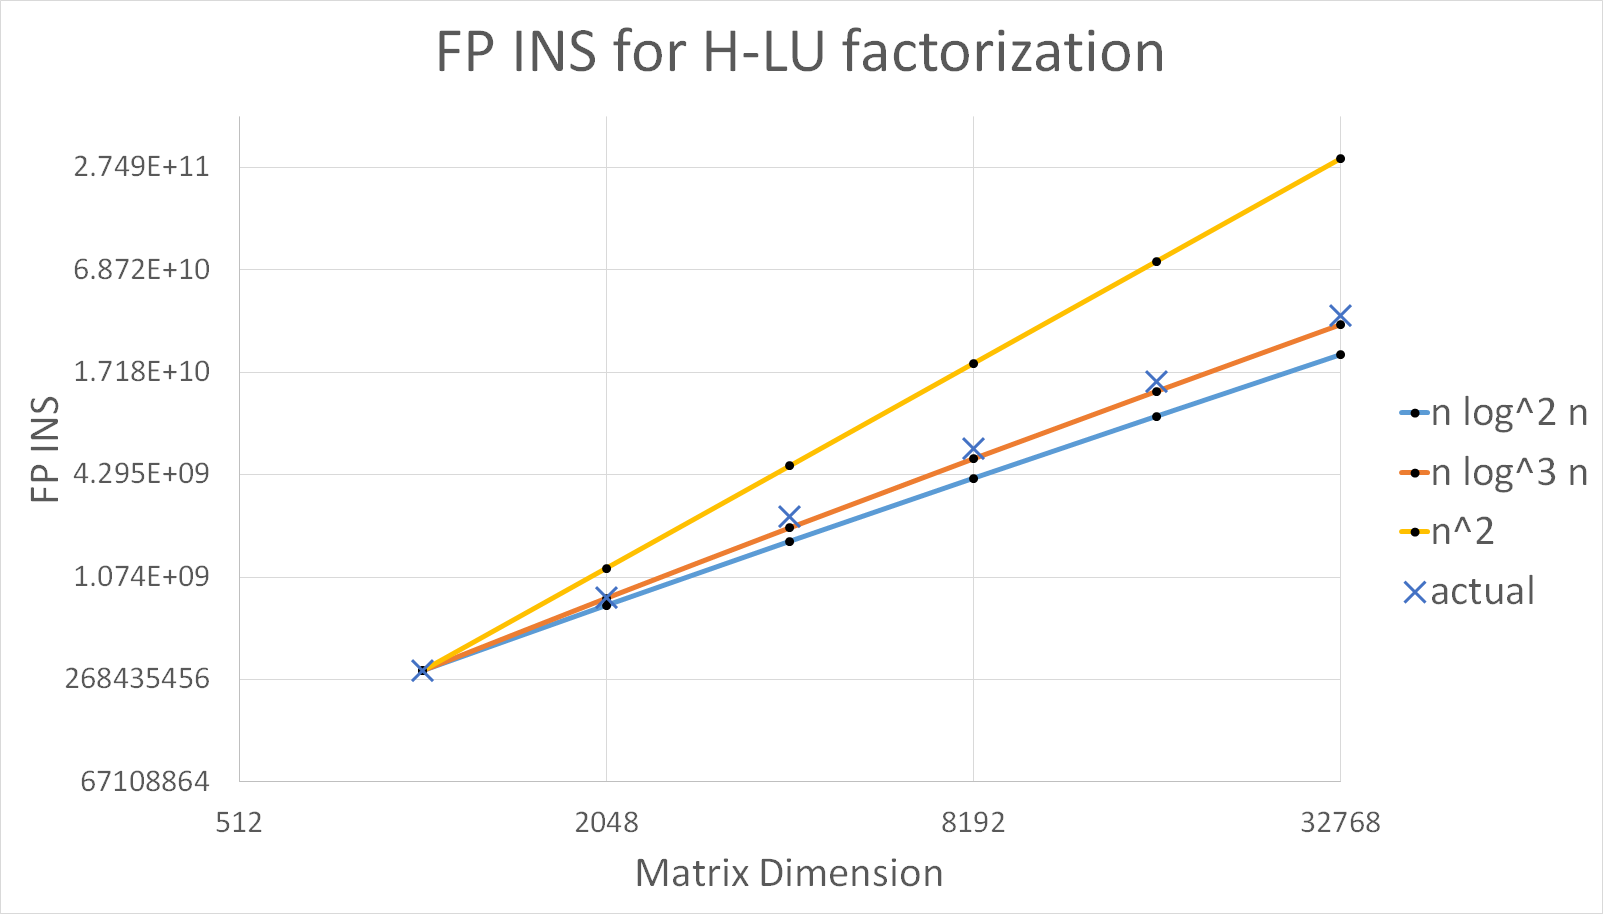 FP INS for H-LU factorization
2.749E+11
6.872E+10
1.718E+10
4.295E+09
1.074E+09
268435456
67108864
FP INS
512 2048 8192 32768
Matrix Dimension
n log^2 n
n log^3 n
n^2
actual